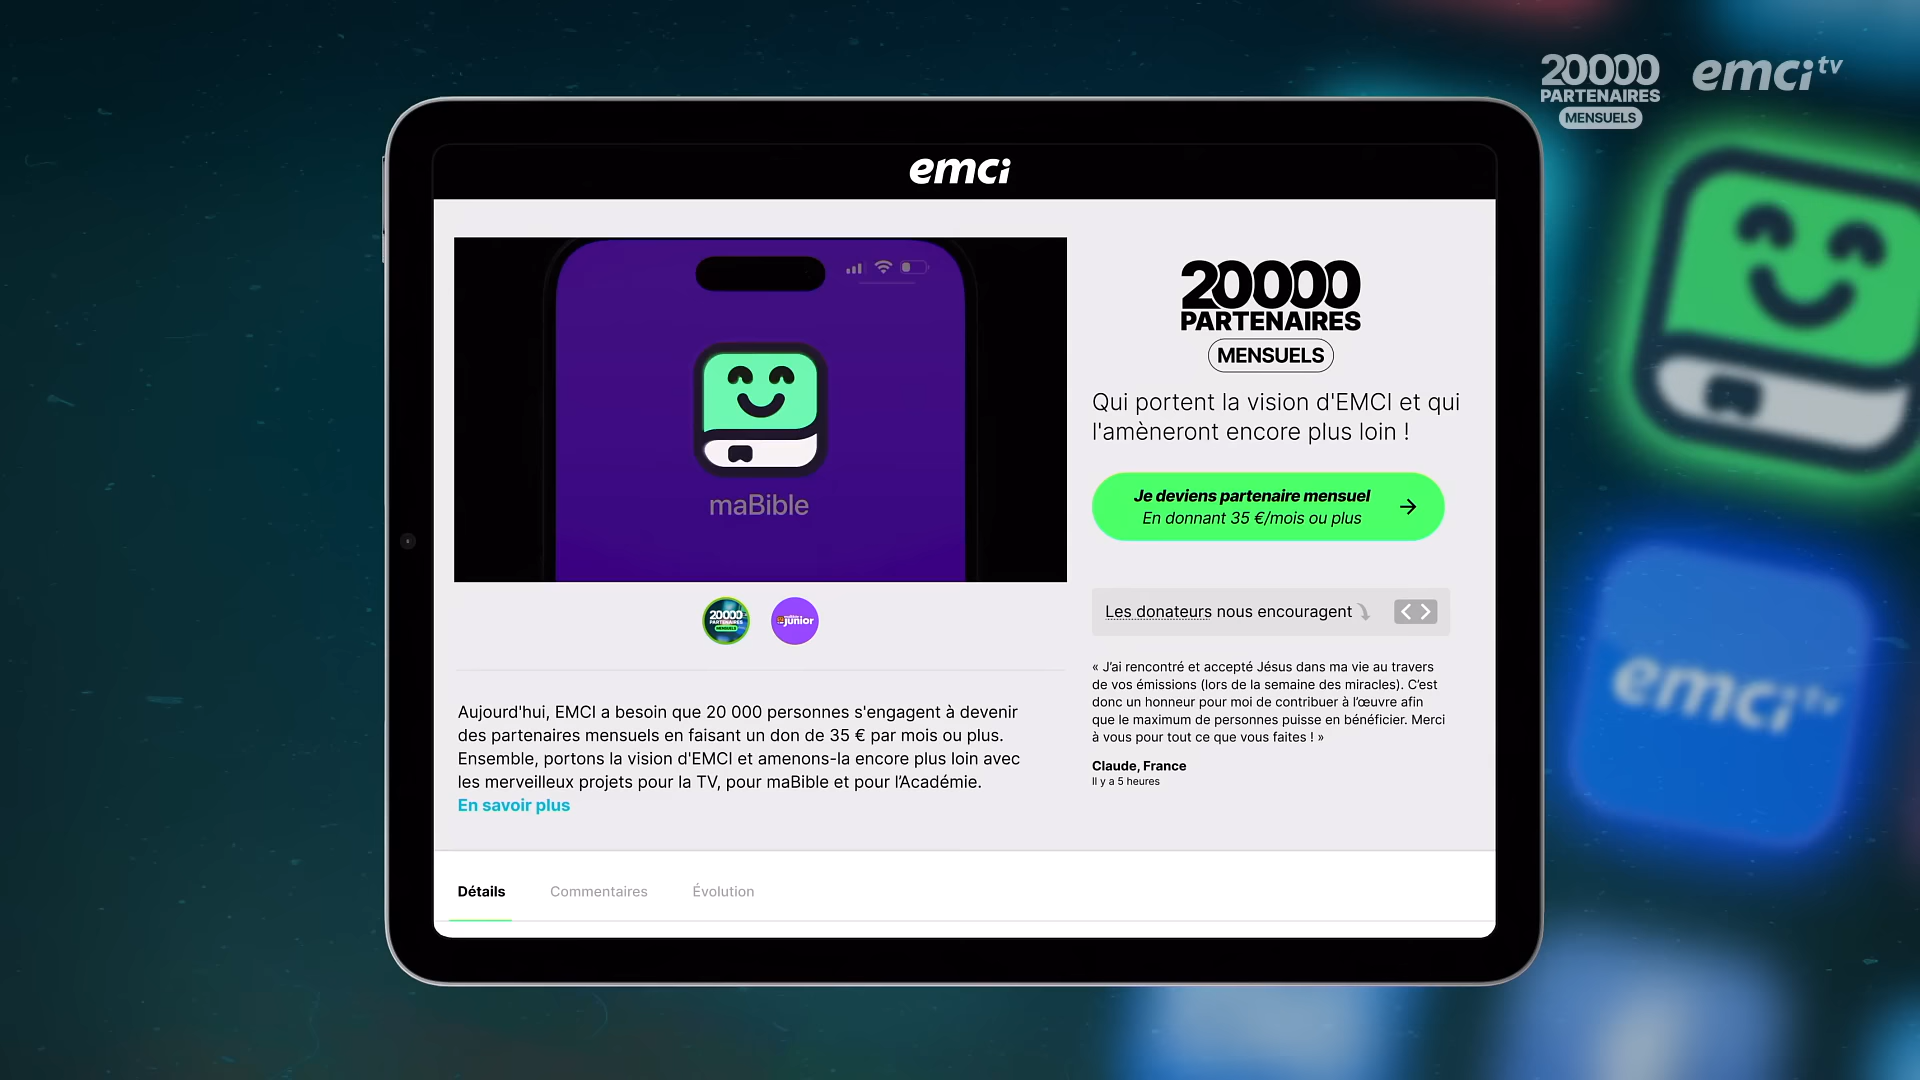 20000
PARTENAIRES
MENSUELS
emci tv
emci
maBible
20000
PARTENAIRES
MENSUELS
junior
Aujourd'hui, EMCI a besoin que 20 000 personnes s'engagent à devenir
des partenaires mensuels en faisant un don de 35 € par mois ou plus.
Ensemble, portons la vision d'EMCI et amenons-la encore plus loin avec
les merveilleux projets pour la TV, pour maBible et pour l’Académie.
En savoir plus
20000
PARTENAIRES
MENSUELS
Qui portent la vision d'EMCI et qui
l'amèneront encore plus loin !
Je deviens partenaire mensuel
En donnant 35 €/mois ou plus
Les donateurs nous encouragent
« J’ai rencontré et accepté Jésus dans ma vie au travers
de vos émissions (lors de la semaine des miracles). C’est
donc un honneur pour moi de contribuer à l’œuvre afin
que le maximum de personnes puisse en bénéficier. Merci
à vous pour tout ce que vous faites ! »
Claude, France
Il y a 5 heures
Détails
Commentaires
Évolution
emci tv